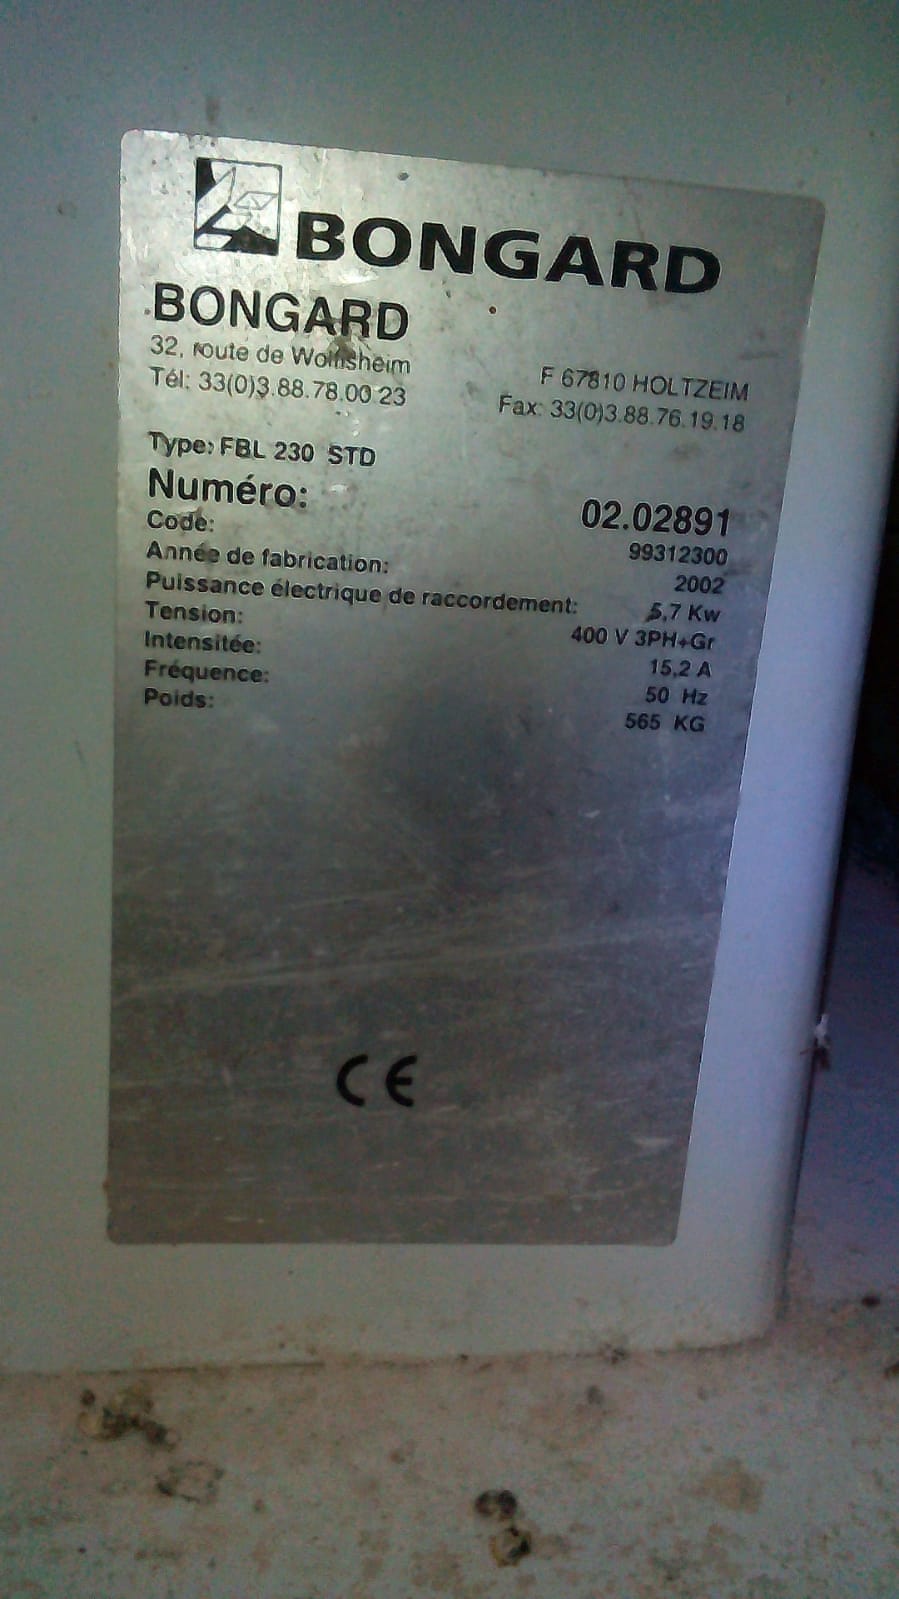 BONGARD
BONGARD
32, route de Wolfisheim F 67810 HOLTZEIM
Tél: 33(0)3.88.78.00.23 Fax: 33(0)3.88.76.19.18
Type: FBL 230 STD
Numéro: 02.02891
Code: 99312300
Année de fabrication: 2002
Puissance électrique de raccordement: 5,7 Kw
Tension: 400 V 3PH+Gr
Intensitée: 15,2 A
Fréquence: 50 Hz
Poids: 565 KG
CE